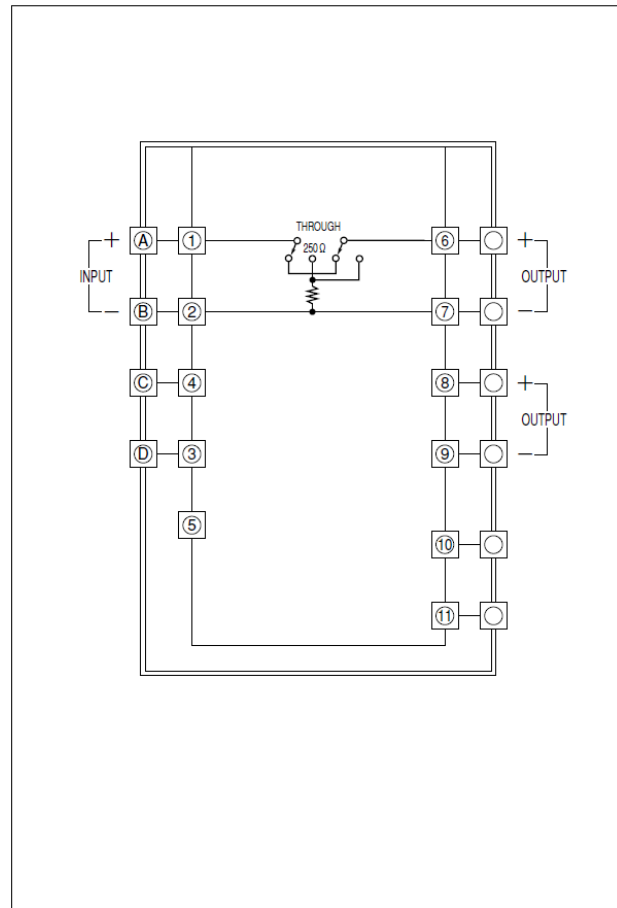 THROUGH
250 Ω
+ Ⓐ ① ⑥ +
INPUT OUTPUT
− Ⓑ ② ⑦ −
Ⓒ ④ ⑧ +
OUTPUT
Ⓓ ③ ⑨ −
⑤
⑩
⑪